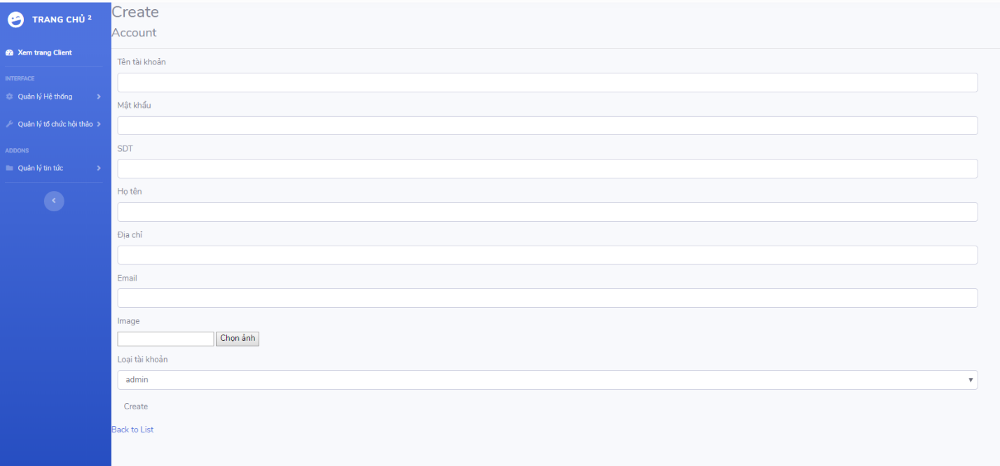 TRANG CHỦ 2
Xem trang Client
INTERFACE
Quản lý Hệ thống
Quản lý tổ chức hội thảo
ADDONS
Quản lý tin tức
Create
Account
Tên tài khoản
Mật khẩu
SDT
Họ tên
Địa chỉ
Email
Image
Chọn ảnh
Loại tài khoản
admin
Create
Back to List